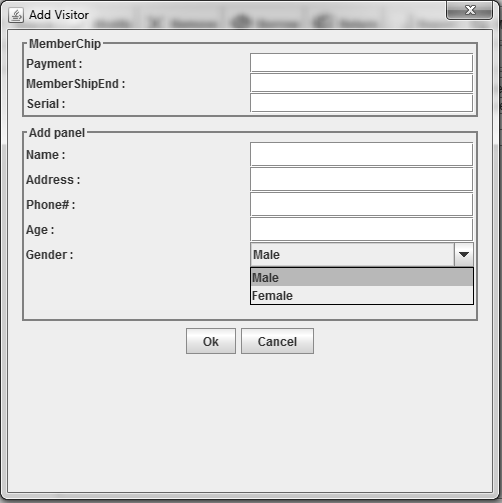 Add Visitor
MemberChip
Payment :
MemberShipEnd :
Serial :
Add panel
Name :
Address :
Phone# :
Age :
Gender :
Male
Male
Female
Ok
Cancel